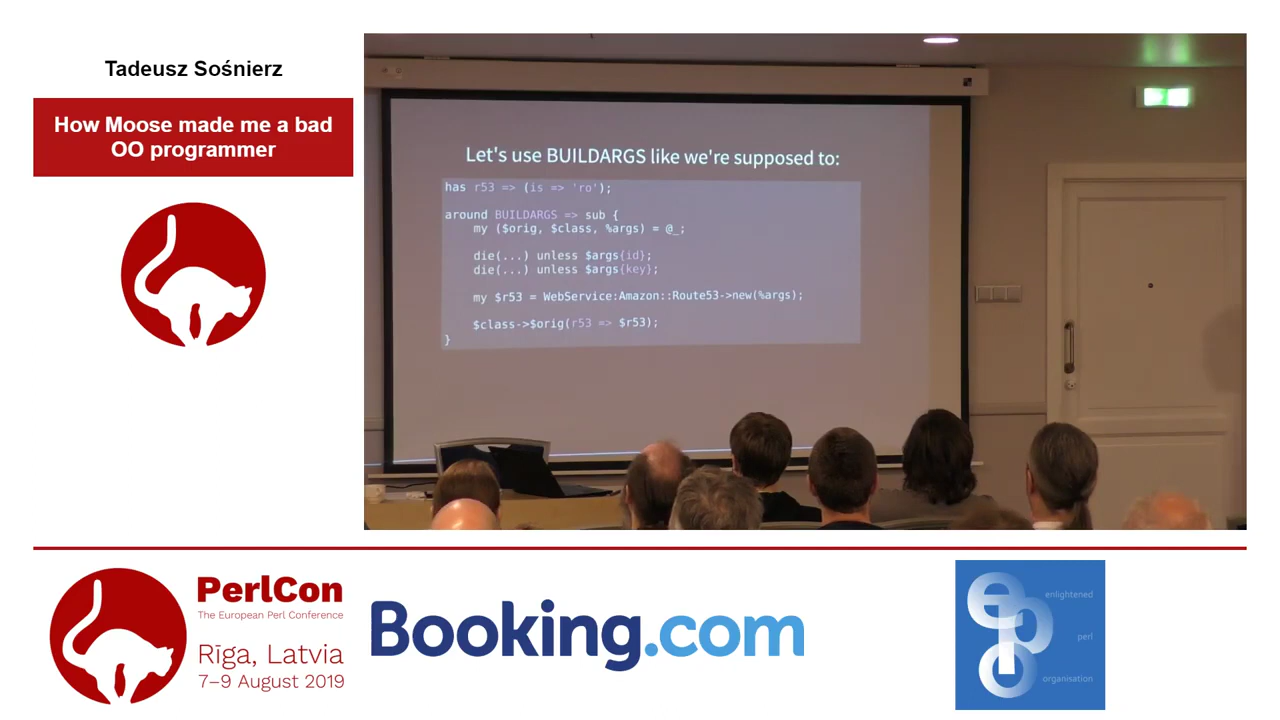 Tadeusz Sośnierz
How Moose made me a bad
OO programmer
Let's use BUILDARGS like we're supposed to:
has r53 => (is => 'ro');
around BUILDARGS => sub {
my ($orig, $class, %args) = @_;
die(...) unless $args{id};
die(...) unless $args{key};
my $r53 = WebService:Amazon::Route53->new(%args);
$class->$orig(r53 => $r53);
}
PerlCon
The European Perl Conference
Rīga, Latvia
7–9 August 2019
Booking.com
epo
enlightened
perl
organisation